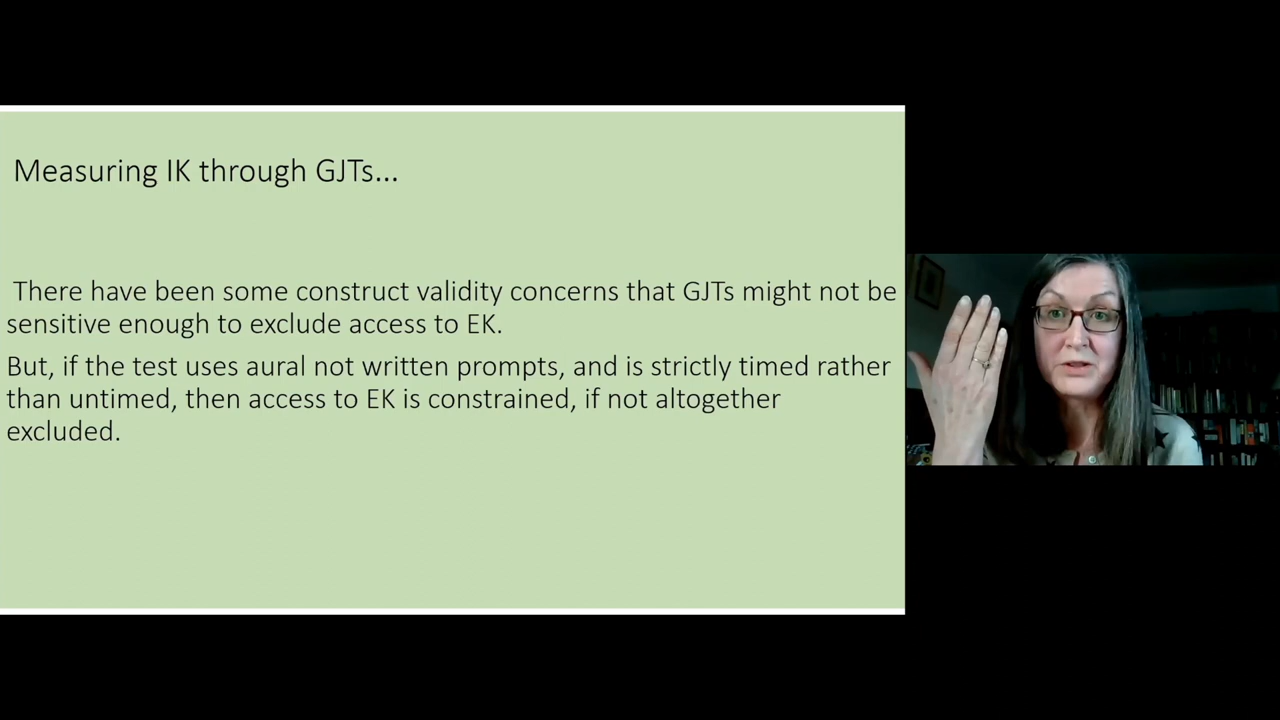 Measuring IK through GJTs...
There have been some construct validity concerns that GJTs might not be
sensitive enough to exclude access to EK.
But, if the test uses aural not written prompts, and is strictly timed rather
than untimed, then access to EK is constrained, if not altogether
excluded.